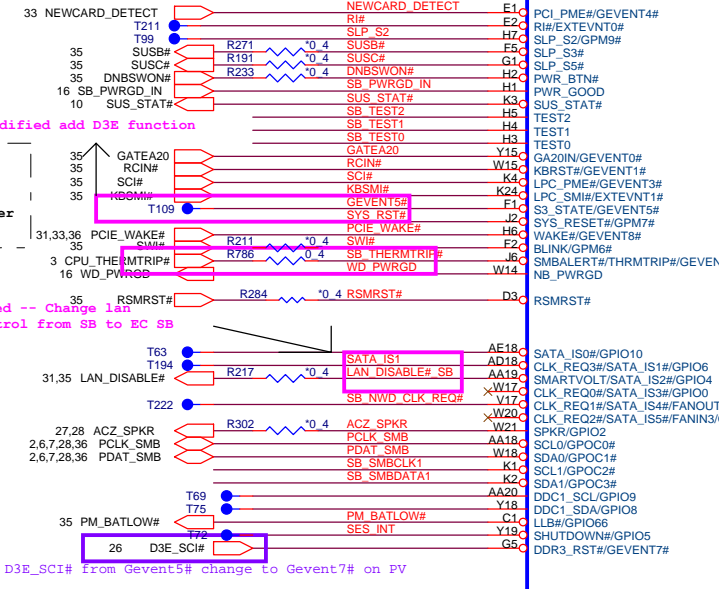 33 NEWCARD_DETECT NEWCARD_DETECT E1 PCI_PME#/GEVENT4#
T211 RI# E2 RI#/EXTEVNT0#
T99 SLP_S2 H7 SLP_S2/GPM9#
35 SUSB# R271 *0_4 SUSB# F5 SLP_S3#
35 SUSC# R191 *0_4 SUSC# G1 SLP_S5#
35 DNBSWON# R233 *0_4 DNBSWON# H2 PWR_BTN#
16 SB_PWRGD_IN SB_PWRGD_IN H1 PWR_GOOD
10 SUS_STAT# SUS_STAT# K3 SUS_STAT#
SB_TEST2 H5 TEST2
dified add D3E function SB_TEST1 H4 TEST1
SB_TEST0 H3 TEST0
35 GATEA20 GATEA20 Y15 GA20IN/GEVENT0#
35 RCIN# RCIN# W15 KBRST#/GEVENT1#
35 SCI# SCI# K4 LPC_PME#/GEVENT3#
35 KBSMI# KBSMI# K24 LPC_SMI#/EXTEVNT1#
T109 GEVENT5# F1 S3_STATE/GEVENT5#
er SYS_RST# J2 SYS_RESET#/GPM7#
31,33,36 PCIE_WAKE# PCIE_WAKE# H6 WAKE#/GEVENT8#
35 SWI# R211 *0_4 SWI# F2 BLINK/GPM6#
3 CPU_THERMTRIP# R786 0_4 SB_THERMTRIP# J6 SMBALERT#/THRMTRIP#/GEVEN
16 WD_PWRGD WD_PWRGD W14 NB_PWRGD
35 RSMRST# R284 *0_4 RSMRST# D3 RSMRST#
ed -- Change lan
trol from SB to EC SB
T63 AE18 SATA_IS0#/GPIO10
T194 SATA_IS1 AD18 CLK_REQ3#/SATA_IS1#/GPIO6
31,35 LAN_DISABLE# R217 *0_4 LAN_DISABLE#_SB AA19 SMARTVOLT/SATA_IS2#/GPIO4
W17 CLK_REQ0#/SATA_IS3#/GPIO0
T222 SB_NWD_CLK_REQ# V17 CLK_REQ1#/SATA_IS4#/FANOUT
W20 CLK_REQ2#/SATA_IS5#/FANIN3/
27,28 ACZ_SPKR R302 *0_4 ACZ_SPKR W21 SPKR/GPIO2
2,6,7,28,36 PCLK_SMB PCLK_SMB AA18 SCL0/GPOC0#
2,6,7,28,36 PDAT_SMB PDAT_SMB W18 SDA0/GPOC1#
SB_SMBCLK1 K1 SCL1/GPOC2#
SB_SMBDATA1 K2 SDA1/GPOC3#
T69 AA20 DDC1_SCL/GPIO9
T75 Y18 DDC1_SDA/GPIO8
35 PM_BATLOW# PM_BATLOW# C1 LLB#/GPIO66
T72 SES_INT Y19 SHUTDOWN#/GPIO5
26 D3E_SCI# G5 DDR3_RST#/GEVENT7#
D3E_SCI# from Gevent5# change to Gevent7# on PV